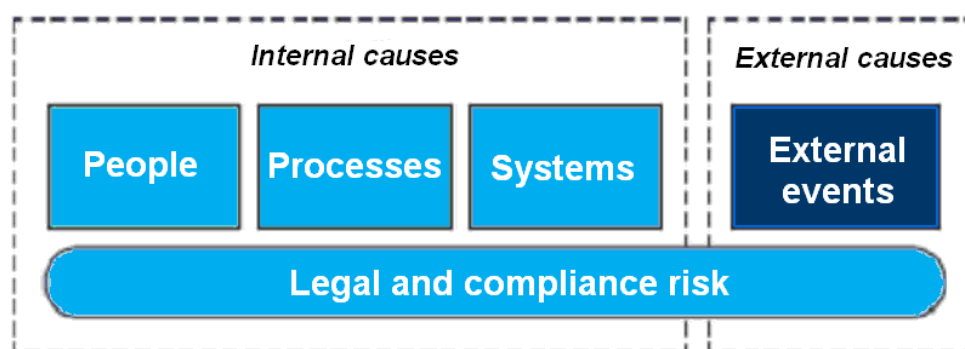 Internal causes
External causes
People
Processes
Systems
External
events
Legal and compliance risk